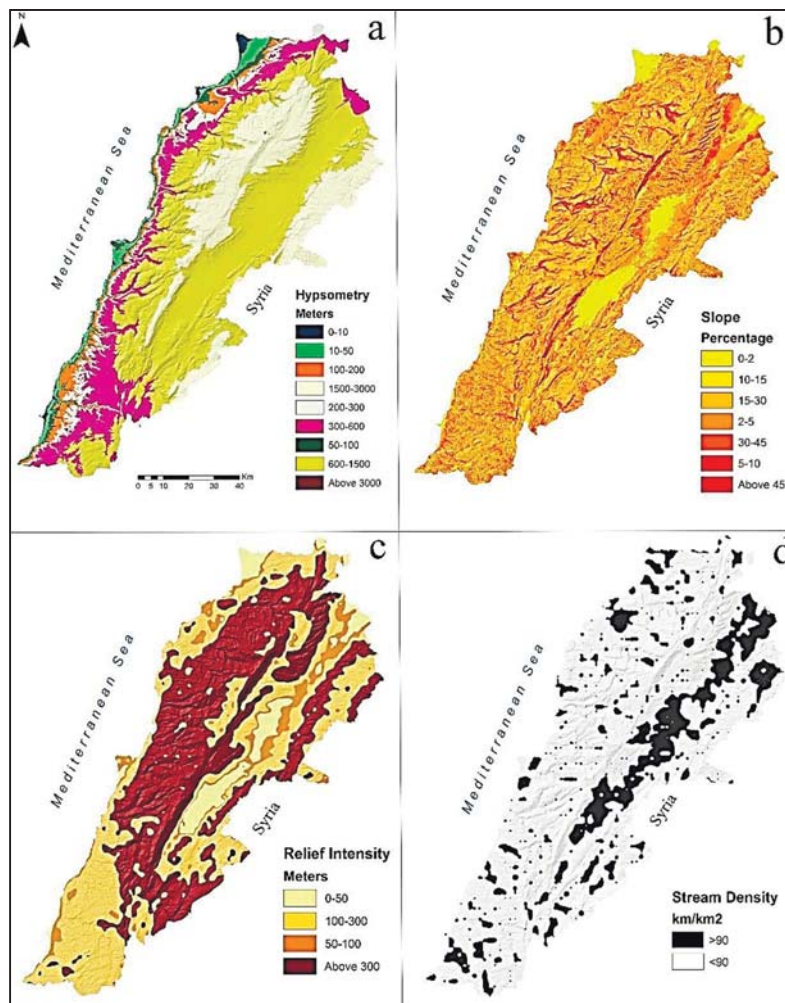 N
a
Mediterranean Sea
Syria
Hypsometry
Meters
0-10
10-50
100-200
1500-3000
200-300
300-600
50-100
600-1500
Above 3000
0 5 10 20 30 40
Km
b
Mediterranean Sea
Syria
Slope
Percentage
0-2
10-15
15-30
2-5
30-45
5-10
Above 45
c
Mediterranean Sea
Syria
Relief Intensity
Meters
0-50
100-300
50-100
Above 300
d
Mediterranean Sea
Syria
Stream Density
km/km2
>90
<90